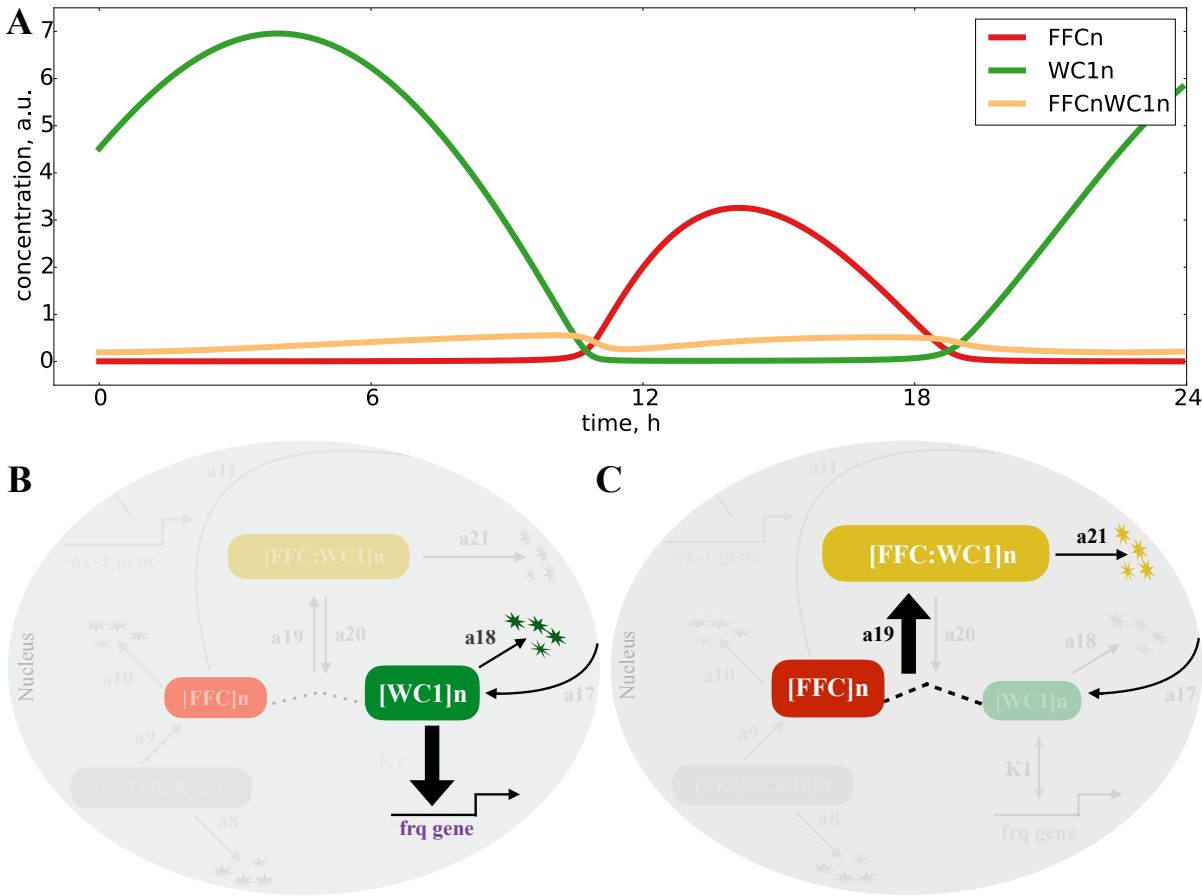 A
7
6
5
4
3
2
1
0
concentration, a.u.
FFCn
WC1n
FFCnWC1n
0 6 12 18 24
time, h
B
a11
wc-1 gene
[FFC:WC1]n
a21
a19 a20
a18
a10
Nucleus
[FFC]n
[WC1]n
a17
a9
K1
a8
frq gene
C
a11
wc-1 gene
[FFC:WC1]n
a21
a19 a20
a18
a10
Nucleus
[FFC]n
[WC1]n
a17
a9
K1
a8
frq gene